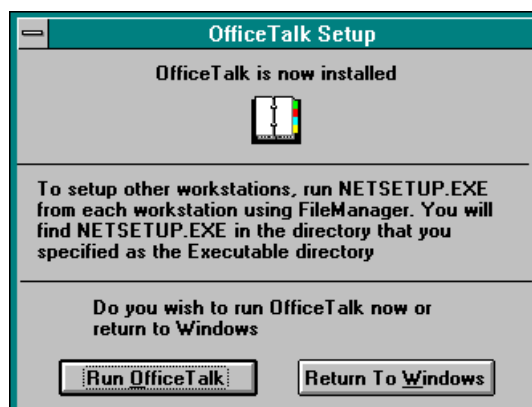 OfficeTalk Setup
OfficeTalk is now installed
To setup other workstations, run NETSETUP.EXE
from each workstation using FileManager. You will
find NETSETUP.EXE in the directory that you
specified as the Executable directory
Do you wish to run OfficeTalk now or
return to Windows
Run OfficeTalk
Return To Windows